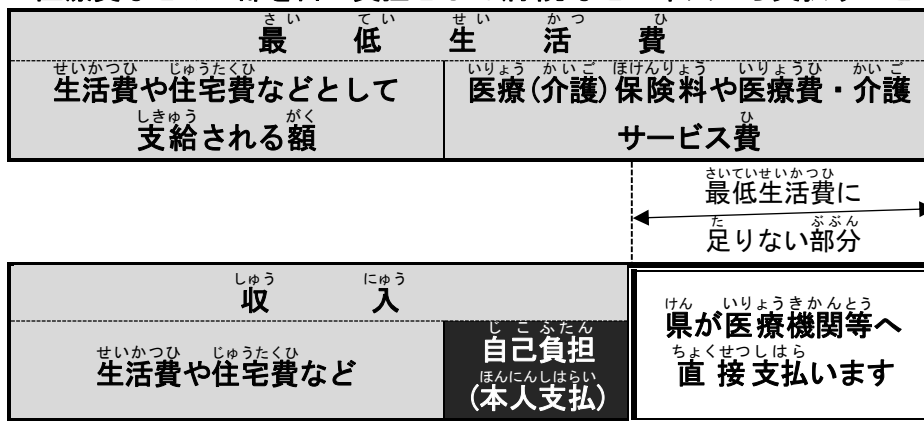 最低生活費
生活費や住宅費などとして
支給される額
医療(介護)保険料や医療費・介護
サービス費
最低生活費に
足りない部分
収入
生活費や住宅費など
自己負担
(本人支払)
県が医療機関等へ
直接支払います